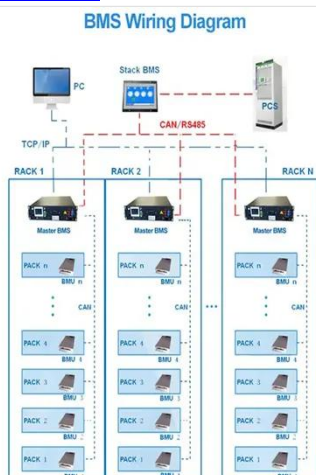 BMS Wiring Diagram
Stack BMS
PC
PCS
CAN/RS485
TCP/IP
RACK 1
RACK 2
RACK N
Master BMS
Master BMS
Master BMS
PACK n
PACK n
PACK n
BMU n
BMU n
BMU n
CAN
CAN
CAN
PACK 4
PACK 4
PACK 4
BMU 4
BMU 4
BMU 4
PACK 3
PACK 3
PACK 3
BMU 3
BMU 3
BMU 3
PACK 2
PACK 2
PACK 2
BMU 2
BMU 2
BMU 2
PACK 1
PACK 1
PACK 1